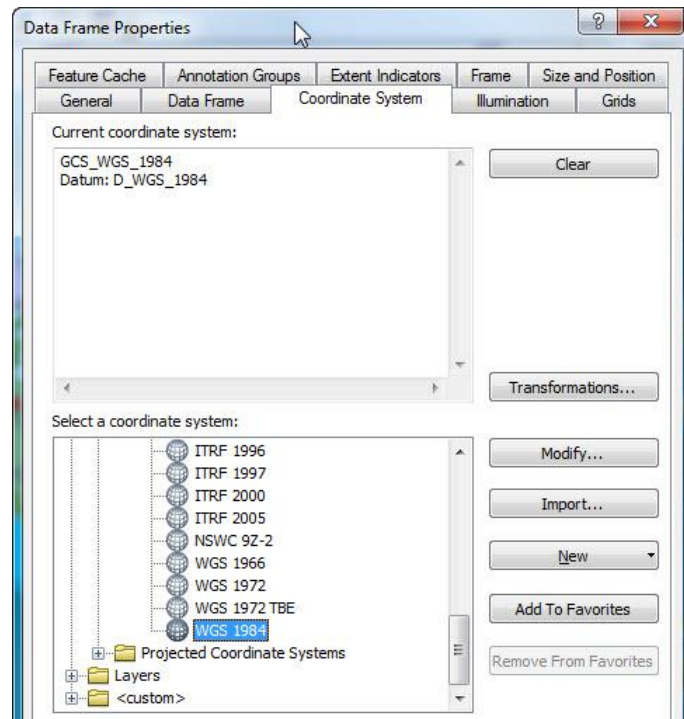 Data Frame Properties
?
X
Feature Cache
Annotation Groups
Extent Indicators
Frame
Size and Position
General
Data Frame
Coordinate System
Illumination
Grids
Current coordinate system:
GCS_WGS_1984
Datum: D_WGS_1984
Clear
Transformations...
Select a coordinate system:
ITRF 1996
ITRF 1997
ITRF 2000
ITRF 2005
NSWC 9Z-2
WGS 1966
WGS 1972
WGS 1972 TBE
WGS 1984
Projected Coordinate Systems
Layers
<custom>
Modify...
Import...
New
Add To Favorites
Remove From Favorites